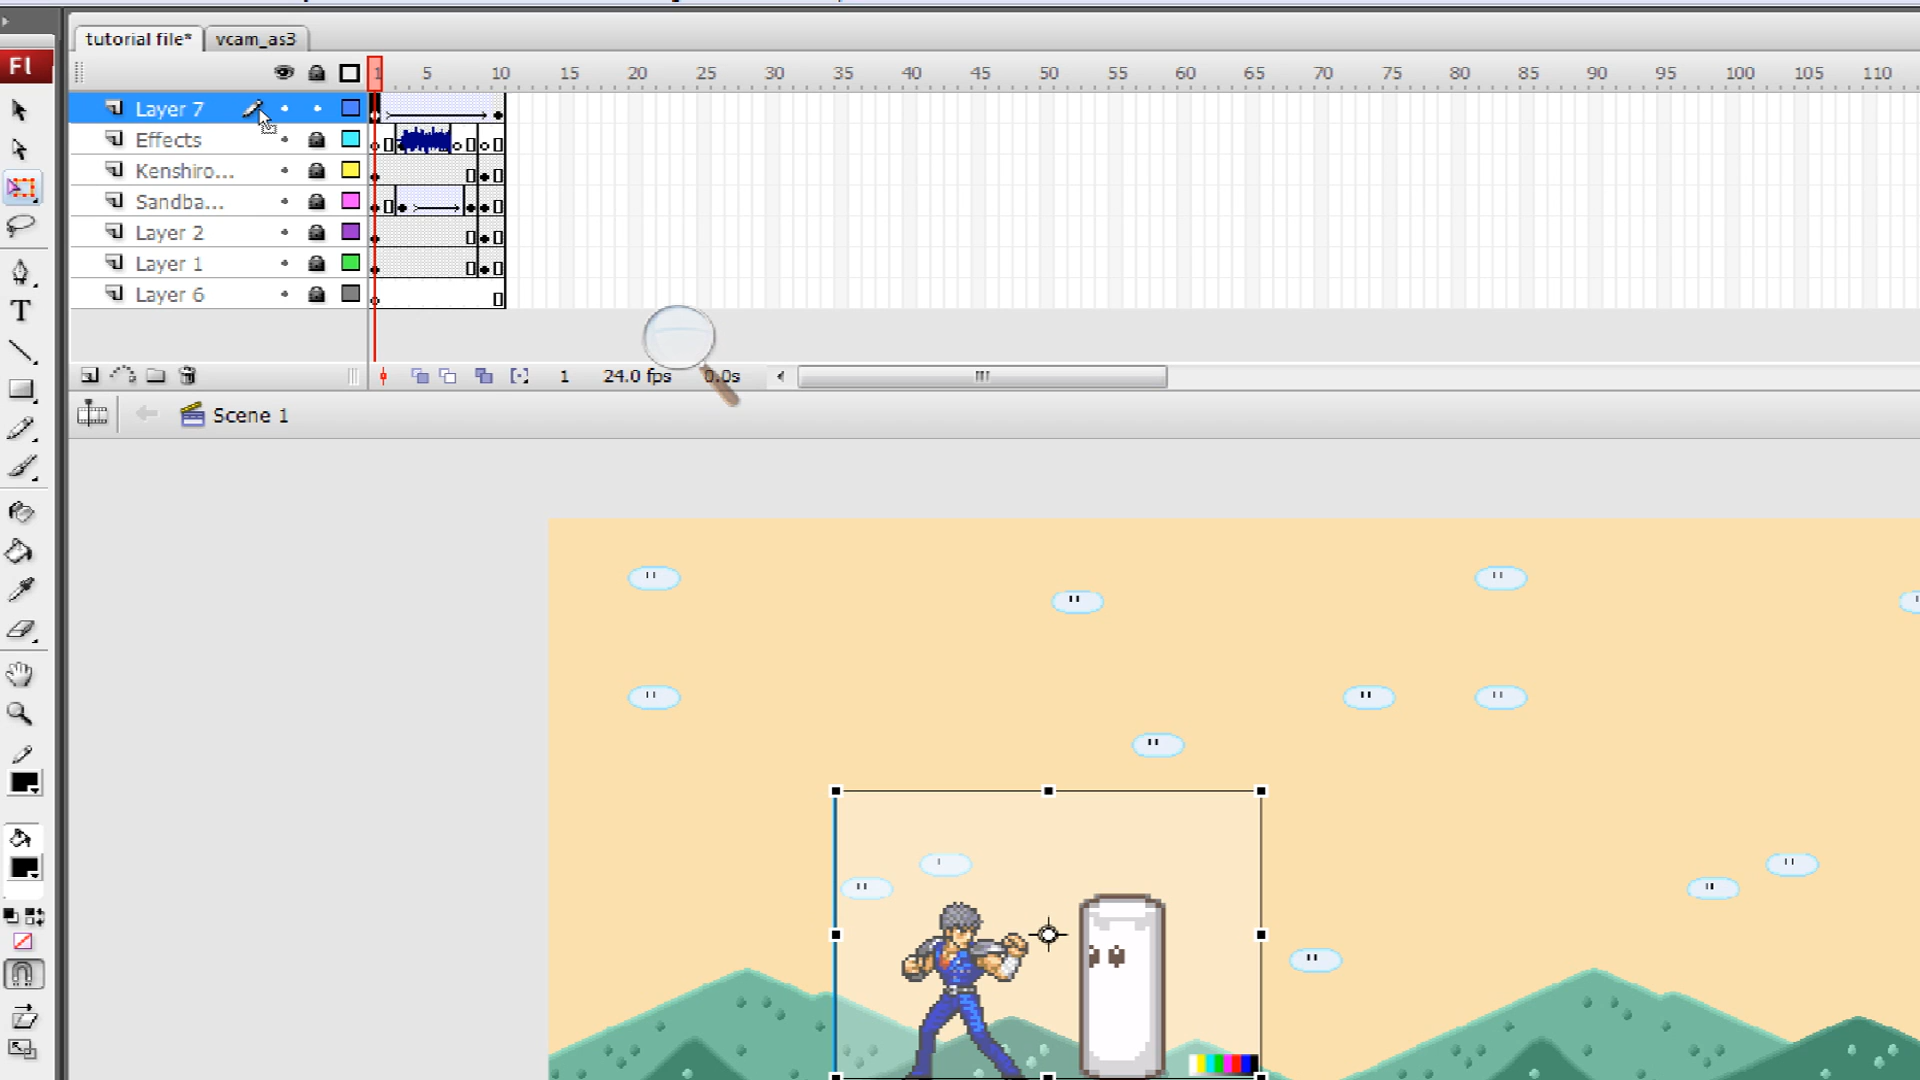 tutorial file* vcam_as3
Fl
1 5 10 15 20 25 30 35 40 45 50 55 60 65 70 75 80 85 90 95 100 105 110
Layer 7
Effects
Kenshiro...
Sandba...
Layer 2
Layer 1
Layer 6
T
1 24.0 fps 0.0s
Scene 1